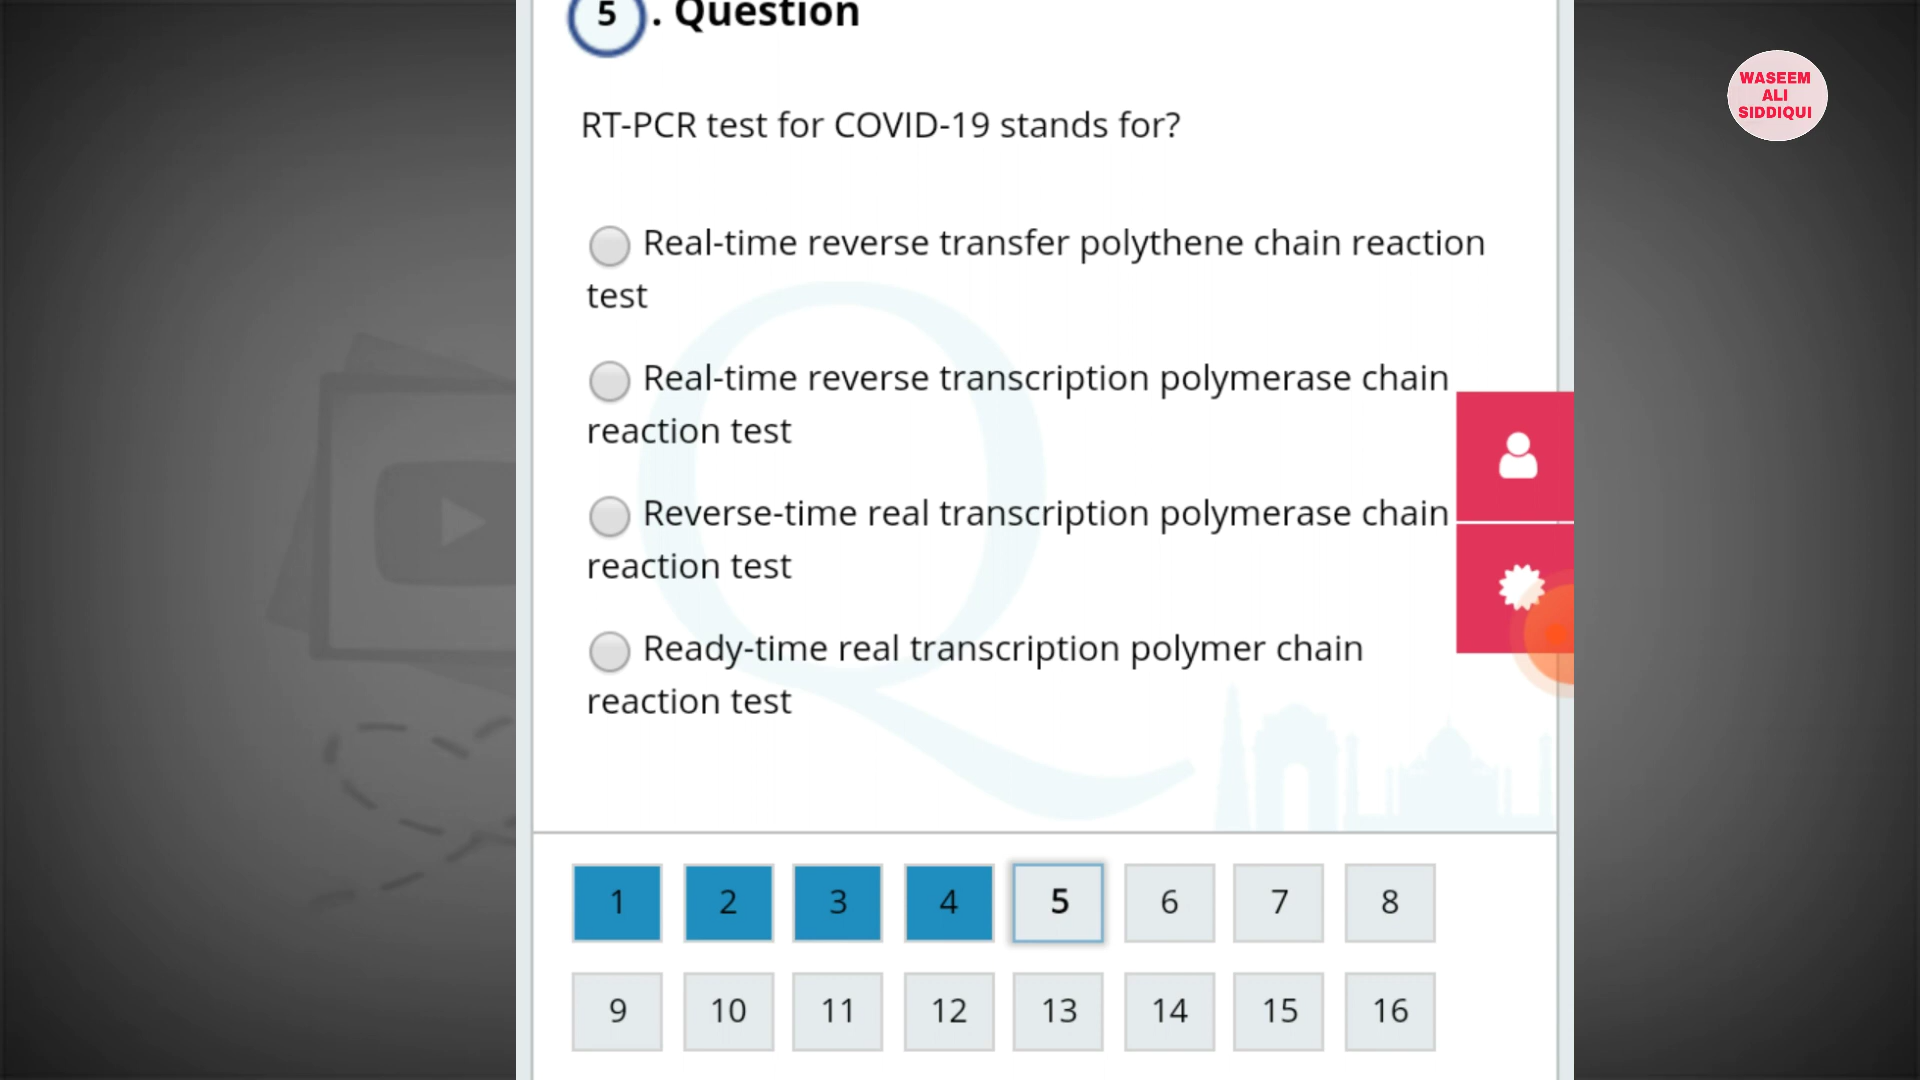 5 . Question
RT-PCR test for COVID-19 stands for?
Real-time reverse transfer polythene chain reaction
test
Real-time reverse transcription polymerase chain
reaction test
Reverse-time real transcription polymerase chain
reaction test
Ready-time real transcription polymer chain
reaction test
1 2 3 4 5 6 7 8
9 10 11 12 13 14 15 16
WASEEM
ALI
SIDDIQUI